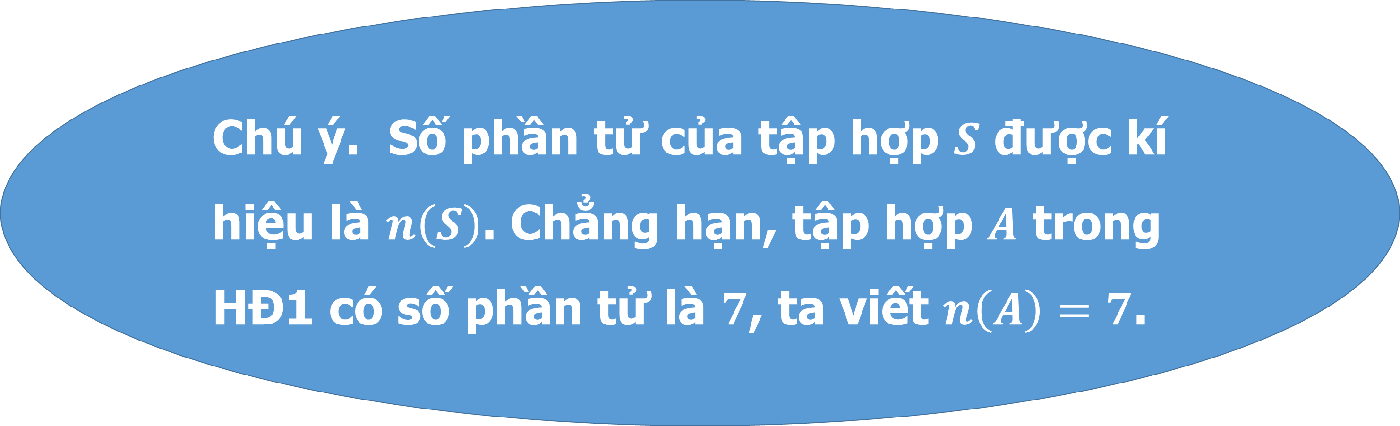 Chú ý. Số phần tử của tập hợp S được kí
hiệu là n(S). Chẳng hạn, tập hợp A trong
HĐ1 có số phần tử là 7, ta viết n(A) = 7.